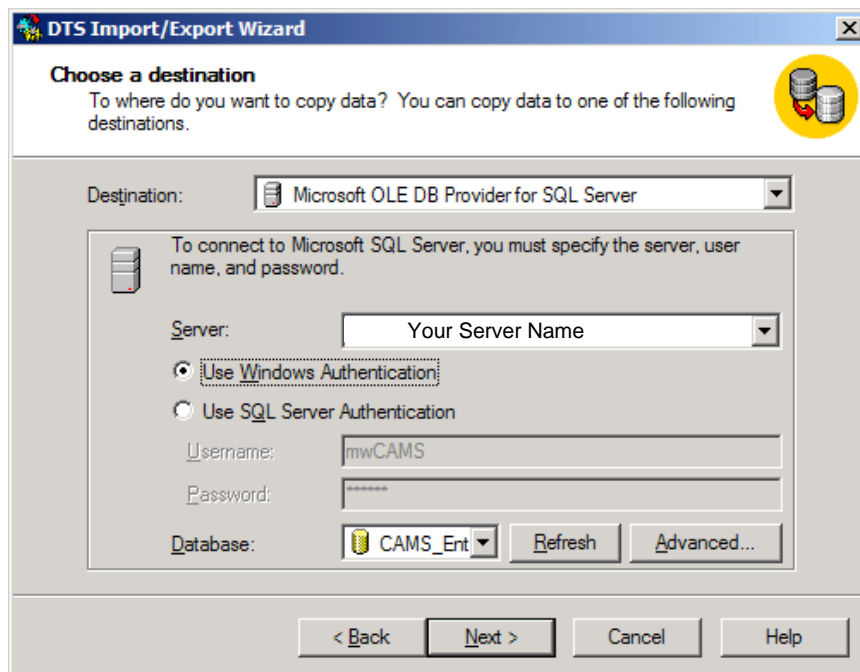 DTS Import/Export Wizard
Choose a destination
To where do you want to copy data? You can copy data to one of the following
destinations.
Destination: Microsoft OLE DB Provider for SQL Server
To connect to Microsoft SQL Server, you must specify the server, user
name, and password.
Server: Your Server Name
Use Windows Authentication
Use SQL Server Authentication
Username: mwCAMS
Password: ******
Database: CAMS_Ent Refresh Advanced...
< Back Next > Cancel Help